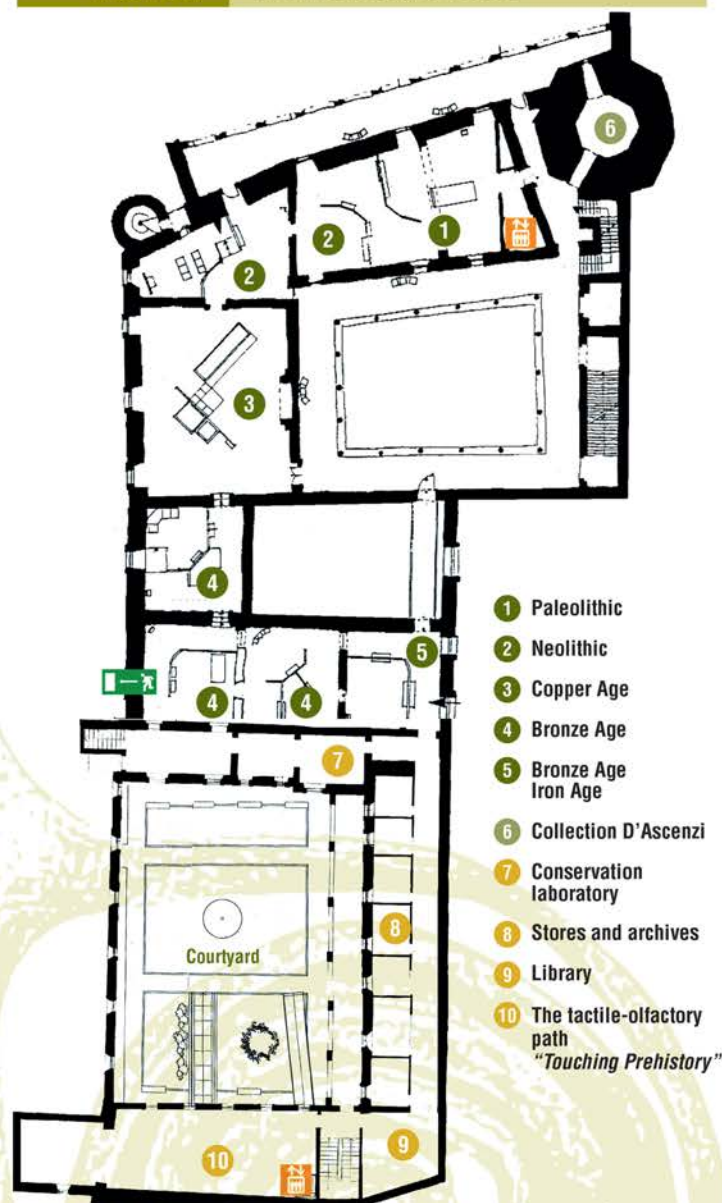 6
1
2
2
3
4
5
4
4
7
8
Courtyard
9
10
1 Paleolithic
2 Neolithic
3 Copper Age
4 Bronze Age
5 Bronze Age
Iron Age
6 Collection D'Ascenzi
7 Conservation
laboratory
8 Stores and archives
9 Library
10 The tactile-olfactory
path
"Touching Prehistory"